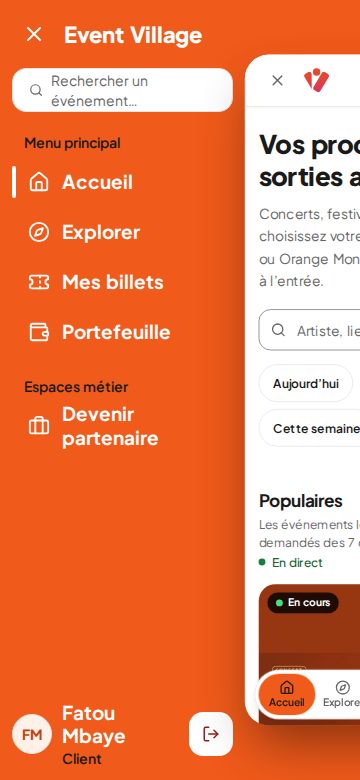 Event Village
Rechercher un
événement…
Menu principal
Accueil
Explorer
Mes billets
Portefeuille
Espaces métier
Devenir
partenaire
FM
Fatou
Mbaye
Client
Vos prod
sorties a
Concerts, festiv
choisissez votre
ou Orange Mon
à l'entrée.
Artiste, lie
Aujourd'hui
Cette semaine
Populaires
Les événements l
demandés des 7 d
En direct
En cours
Accueil
Explore